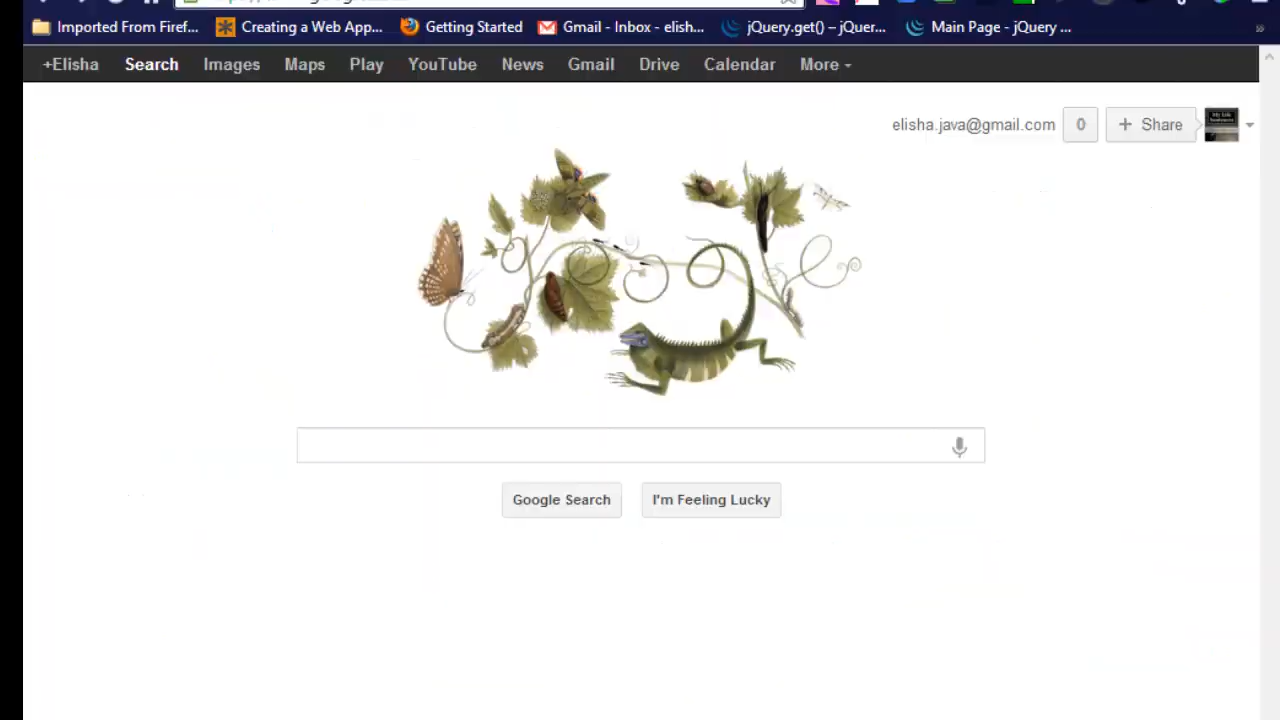 Imported From Firef... Creating a Web App... Getting Started Gmail - Inbox - elish... jQuery.get() – jQuer... Main Page - jQuery ... »
+Elisha Search Images Maps Play YouTube News Gmail Drive Calendar More
elisha.java@gmail.com 0 + Share
Google Search I'm Feeling Lucky